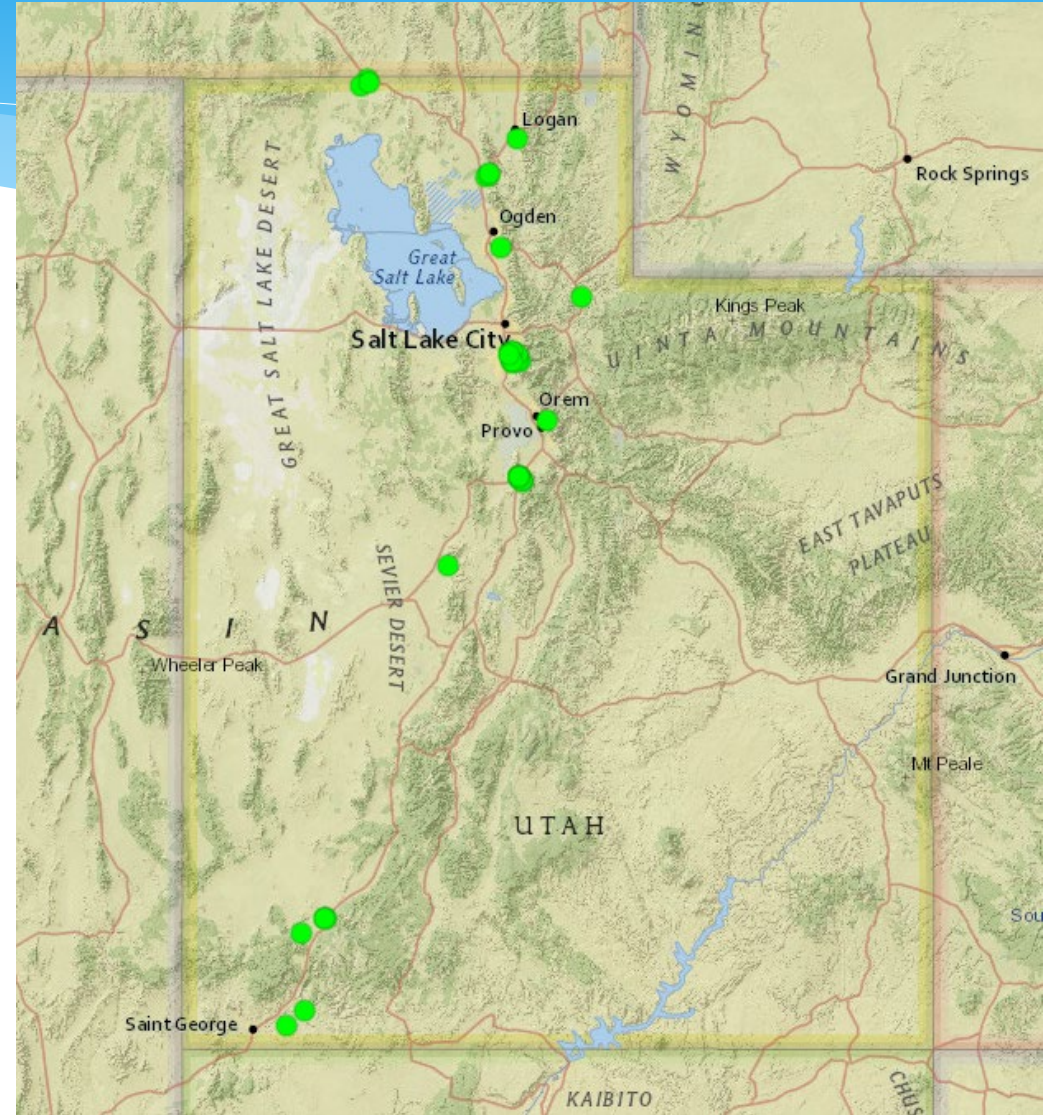 WYOMING
Logan
Rock Springs
GREAT SALT LAKE DESERT
Ogden
Great
Salt Lake
Kings Peak
UINTA MOUNTAINS
Salt Lake City
Orem
Provo
EAST TAVAPUTS
PLATEAU
SEVIER DESERT
A S I N
Wheeler Peak
Grand Junction
Mt Peale
UTAH
Sou
Saint George
KAIBITO
CHUS